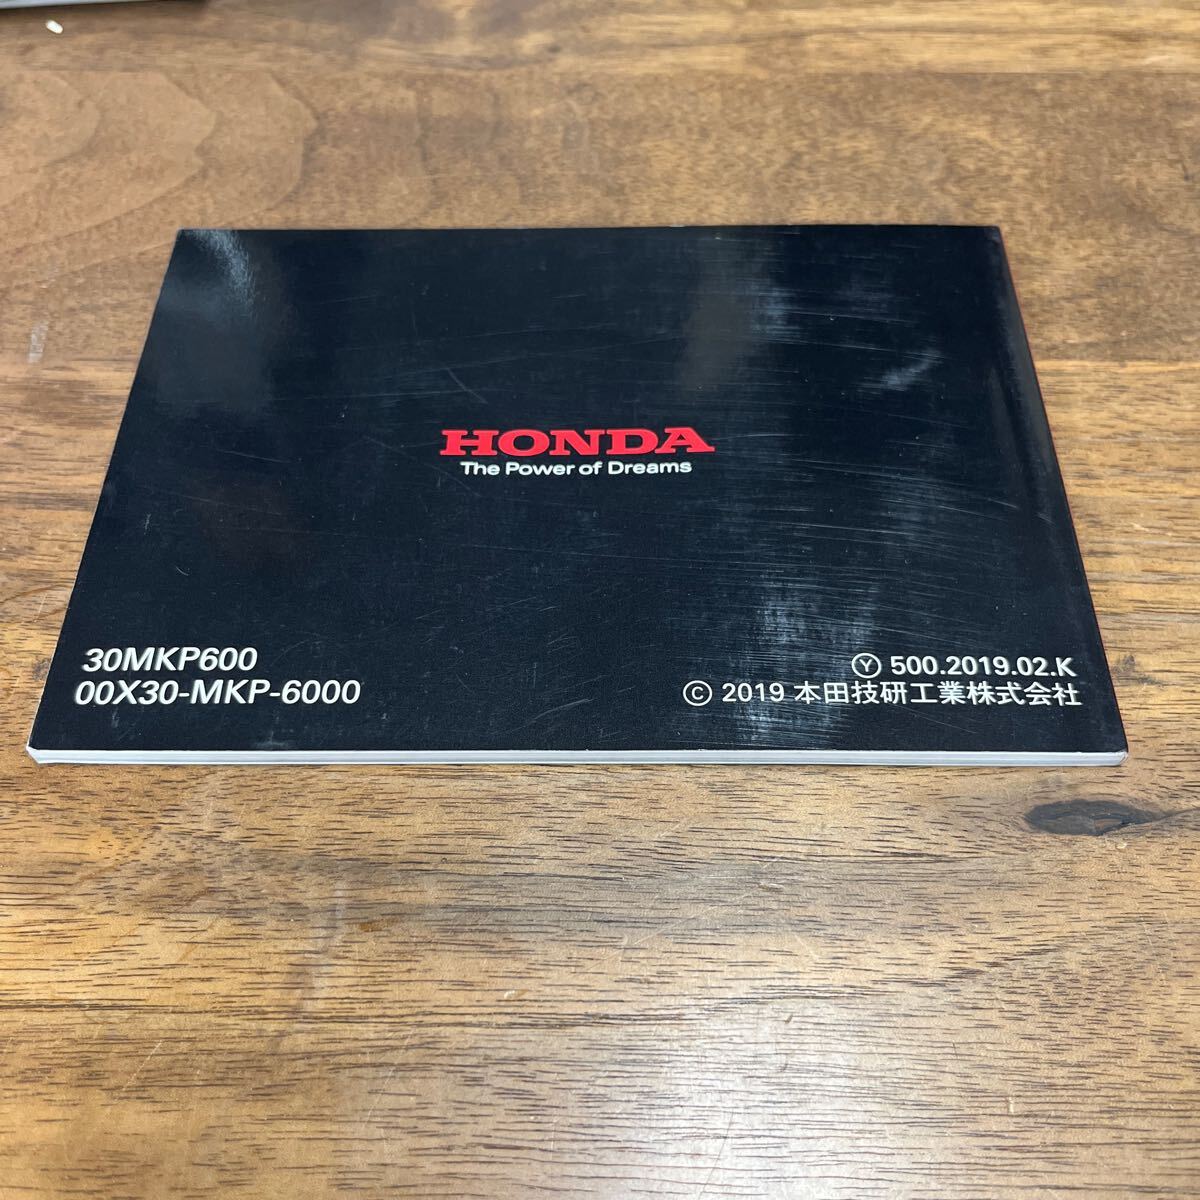 HONDA
The Power of Dreams
30MKP600
00X30-MKP-6000
Ⓨ 500.2019.02.K
© 2019 本田技研工業株式会社